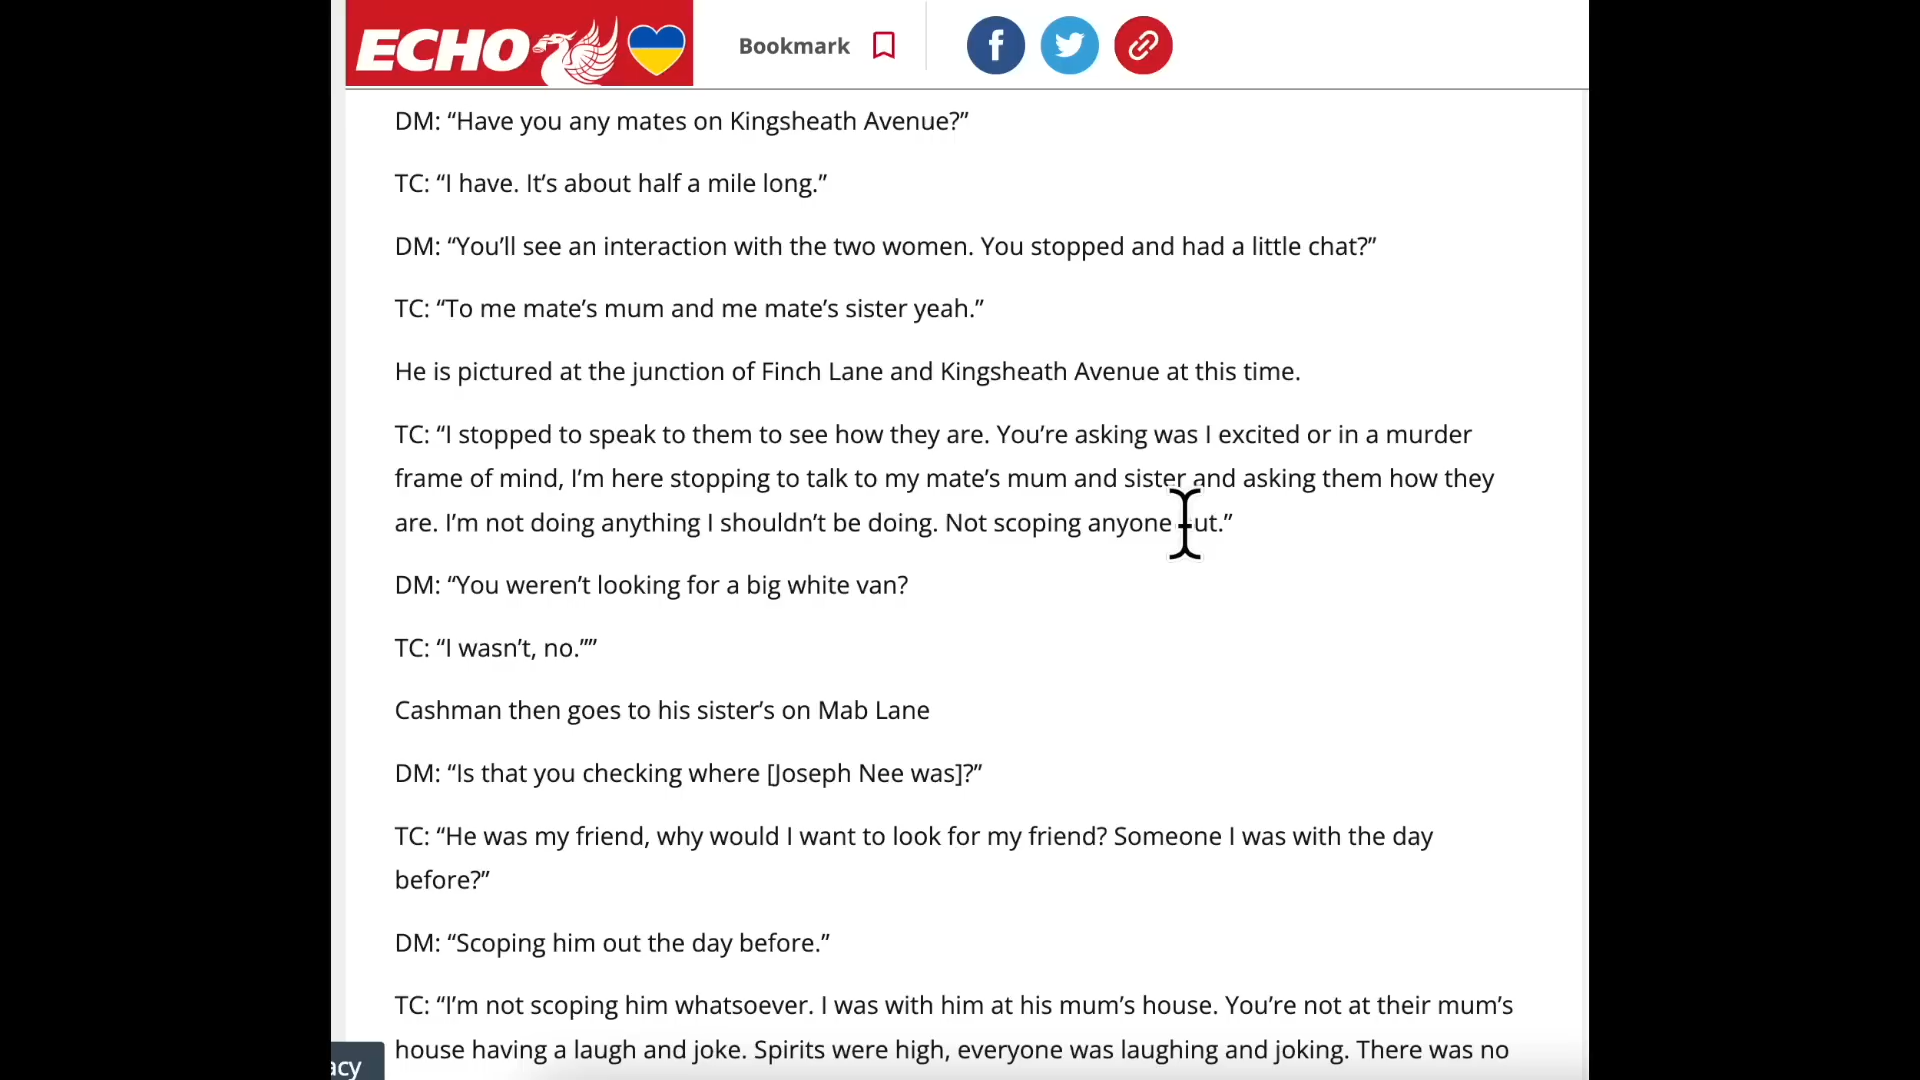 ECHO
Bookmark
DM: “Have you any mates on Kingsheath Avenue?”
TC: “I have. It’s about half a mile long.”
DM: “You’ll see an interaction with the two women. You stopped and had a little chat?”
TC: “To me mate’s mum and me mate’s sister yeah.”
He is pictured at the junction of Finch Lane and Kingsheath Avenue at this time.
TC: “I stopped to speak to them to see how they are. You’re asking was I excited or in a murder
frame of mind, I’m here stopping to talk to my mate’s mum and sister and asking them how they
are. I’m not doing anything I shouldn’t be doing. Not scoping anyone out.”
DM: “You weren’t looking for a big white van?
TC: “I wasn’t, no.””
Cashman then goes to his sister’s on Mab Lane
DM: “Is that you checking where [Joseph Nee was]?”
TC: “He was my friend, why would I want to look for my friend? Someone I was with the day
before?”
DM: “Scoping him out the day before.”
TC: “I’m not scoping him whatsoever. I was with him at his mum’s house. You’re not at their mum’s
house having a laugh and joke. Spirits were high, everyone was laughing and joking. There was no
acy